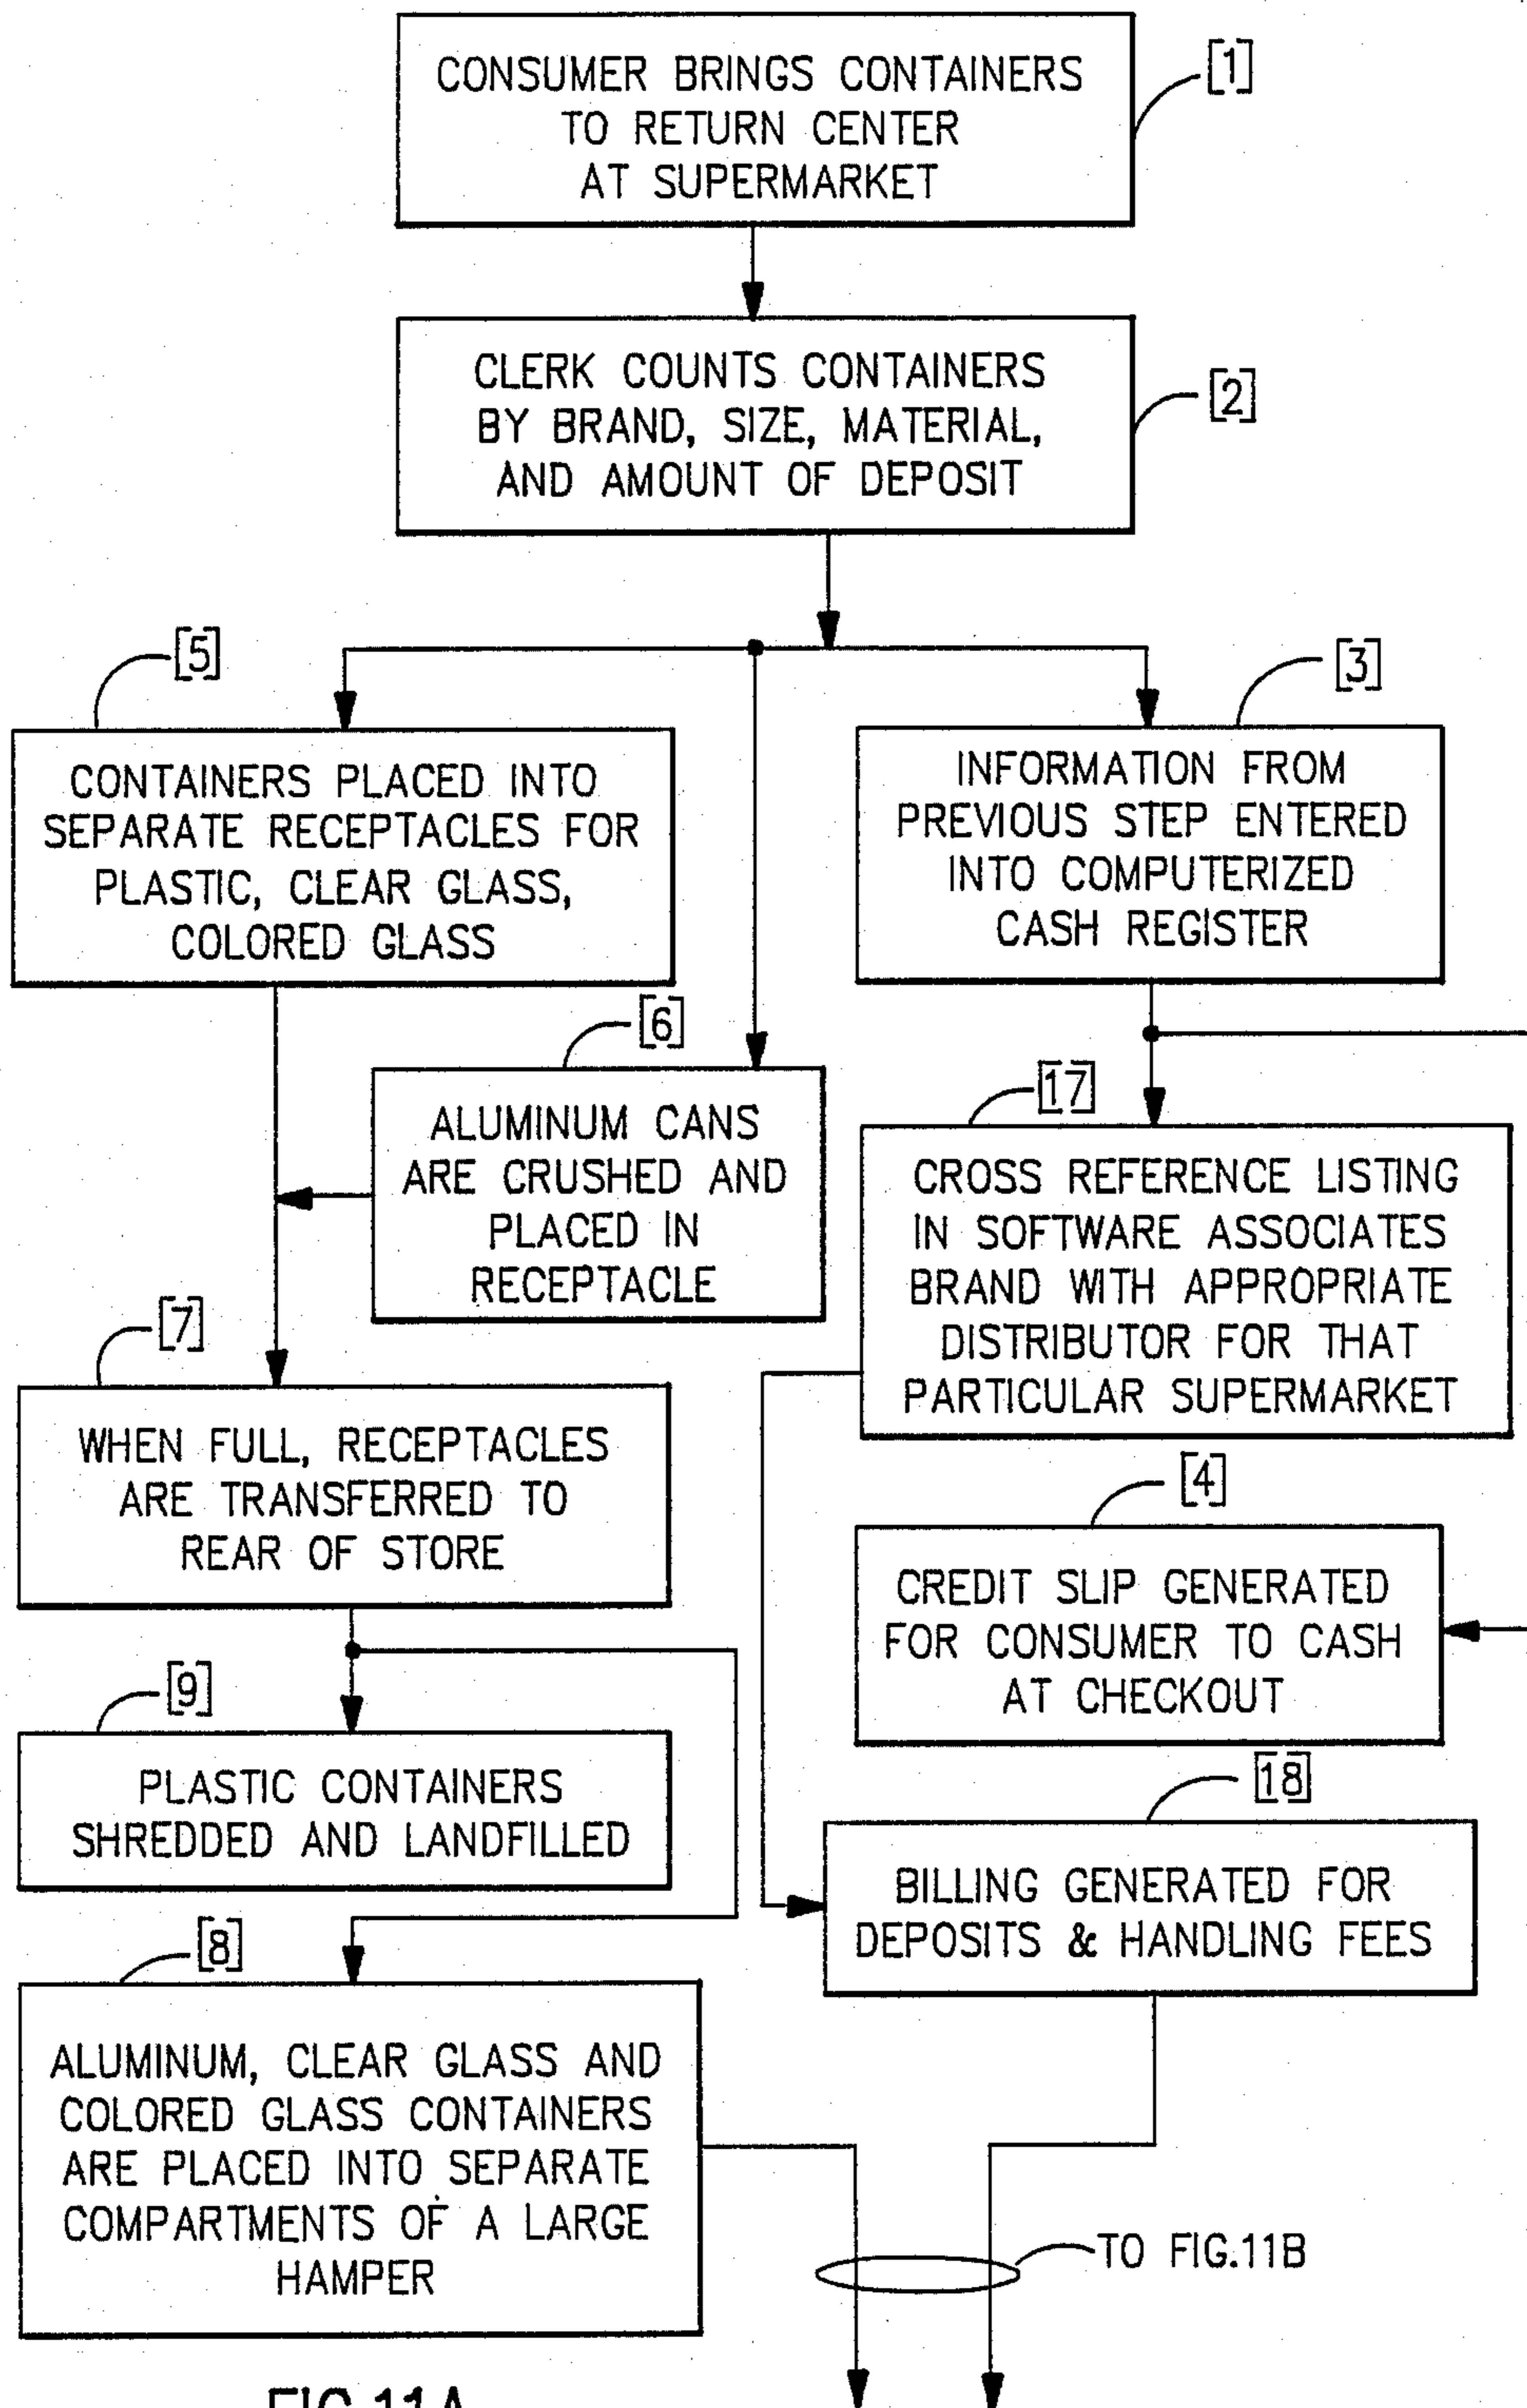 [1]
CONSUMER BRINGS CONTAINERS
TO RETURN CENTER
AT SUPERMARKET
[2]
CLERK COUNTS CONTAINERS
BY BRAND, SIZE, MATERIAL,
AND AMOUNT OF DEPOSIT
[5]
CONTAINERS PLACED INTO
SEPARATE RECEPTACLES FOR
PLASTIC, CLEAR GLASS,
COLORED GLASS
[3]
INFORMATION FROM
PREVIOUS STEP ENTERED
INTO COMPUTERIZED
CASH REGISTER
[6]
ALUMINUM CANS
ARE CRUSHED AND
PLACED IN
RECEPTACLE
[17]
CROSS REFERENCE LISTING
IN SOFTWARE ASSOCIATES
BRAND WITH APPROPRIATE
DISTRIBUTOR FOR THAT
PARTICULAR SUPERMARKET
[7]
WHEN FULL, RECEPTACLES
ARE TRANSFERRED TO
REAR OF STORE
[4]
CREDIT SLIP GENERATED
FOR CONSUMER TO CASH
AT CHECKOUT
[9]
PLASTIC CONTAINERS
SHREDDED AND LANDFILLED
[18]
BILLING GENERATED FOR
DEPOSITS & HANDLING FEES
[8]
ALUMINUM, CLEAR GLASS AND
COLORED GLASS CONTAINERS
ARE PLACED INTO SEPARATE
COMPARTMENTS OF A LARGE
HAMPER
TO FIG.11B
FIG.11A